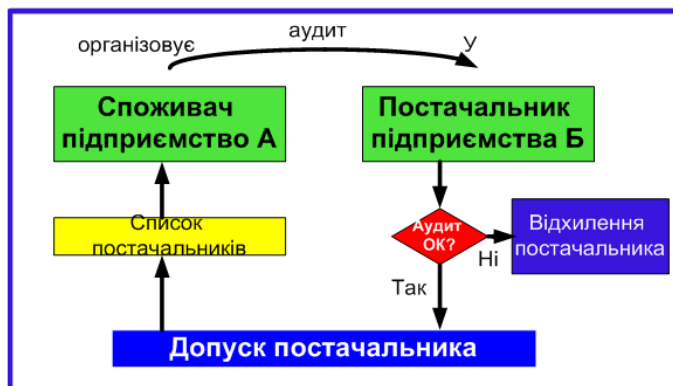 організовує
аудит
У
Споживач
підприємство А
Постачальник
підприємства Б
Список
постачальників
Аудит
ОК?
Ні
Відхилення
постачальника
Так
Допуск постачальника